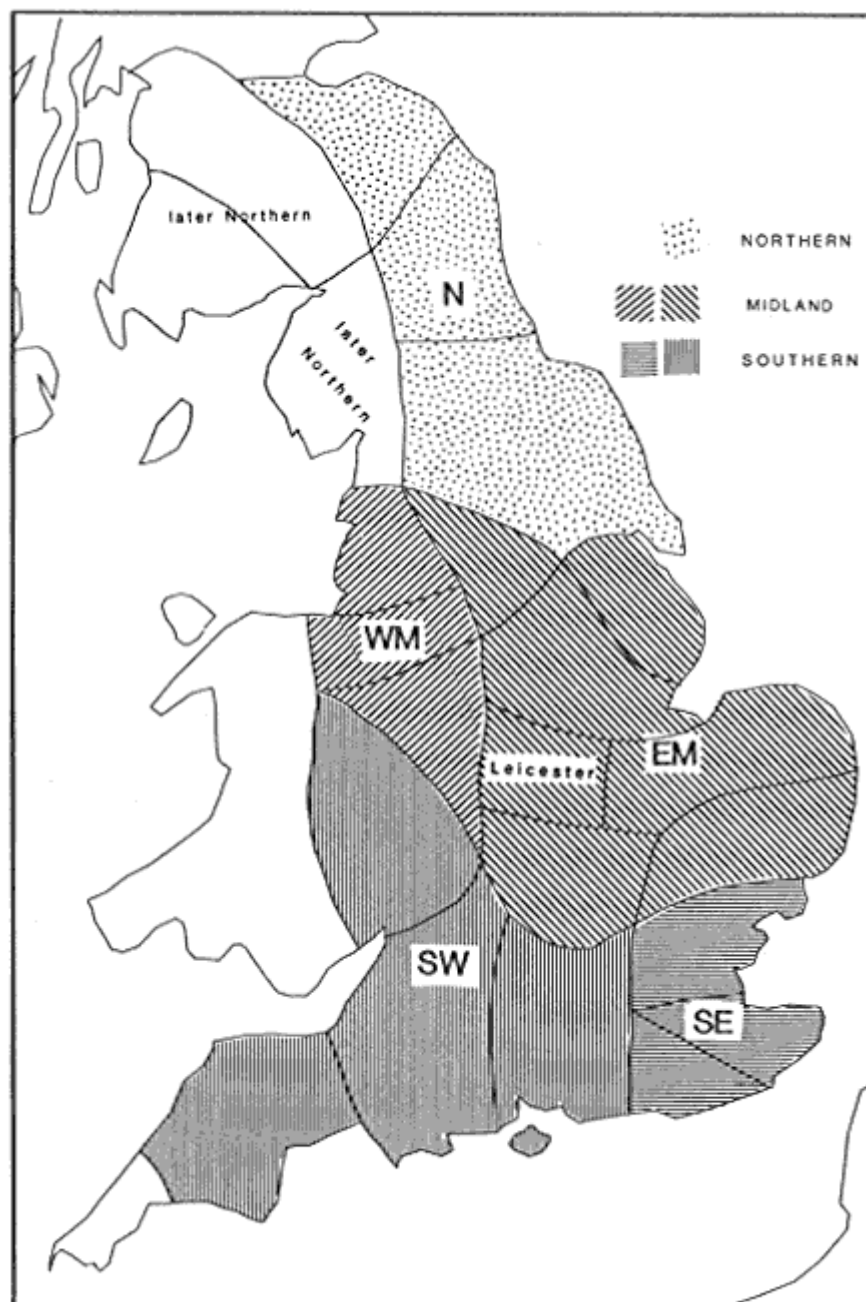 later Northern
NORTHERN
N
MIDLAND
later
Northern
SOUTHERN
WM
EM
Leicester
SW
SE